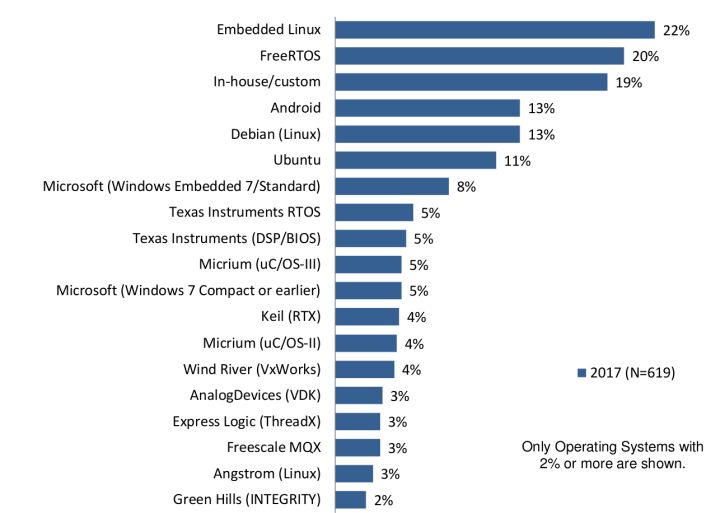 Embedded Linux 22%
FreeRTOS 20%
In-house/custom 19%
Android 13%
Debian (Linux) 13%
Ubuntu 11%
Microsoft (Windows Embedded 7/Standard) 8%
Texas Instruments RTOS 5%
Texas Instruments (DSP/BIOS) 5%
Micrium (uC/OS-III) 5%
Microsoft (Windows 7 Compact or earlier) 5%
Keil (RTX) 4%
Micrium (uC/OS-II) 4%
Wind River (VxWorks) 4%
2017 (N=619)
AnalogDevices (VDK) 3%
Express Logic (ThreadX) 3%
Freescale MQX 3%
Only Operating Systems with
2% or more are shown.
Angstrom (Linux) 3%
Green Hills (INTEGRITY) 2%